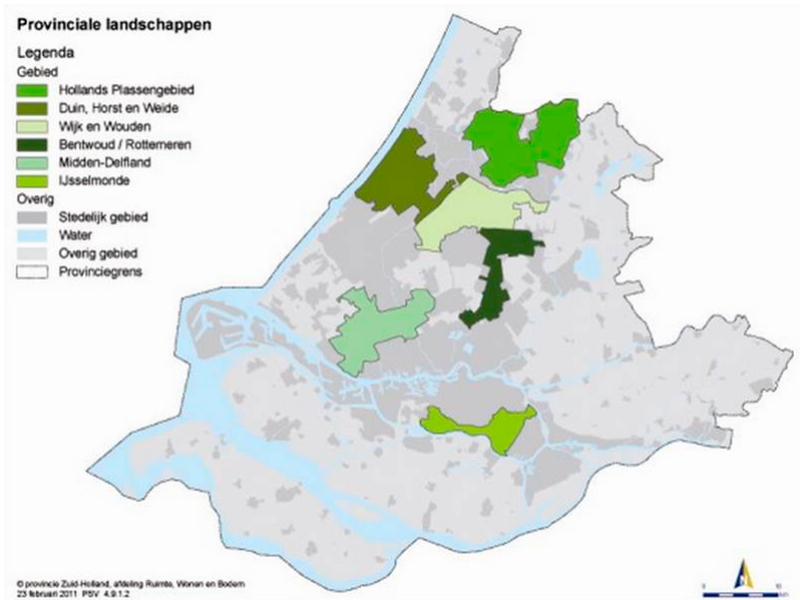 Provinciale landschappen
Legenda
Gebied
Hollands Plassengebied
Duin, Horst en Weide
Wijk en Wouden
Bentwoud / Rottemeren
Midden-Delfland
IJsselmonde
Overig
Stedelijk gebied
Water
Overig gebied
Provinciegrens
© provincie Zuid-Holland, afdeling Ruimte, Wonen en Bodem
23 februari 2011 PSV 4.9.1.2
0